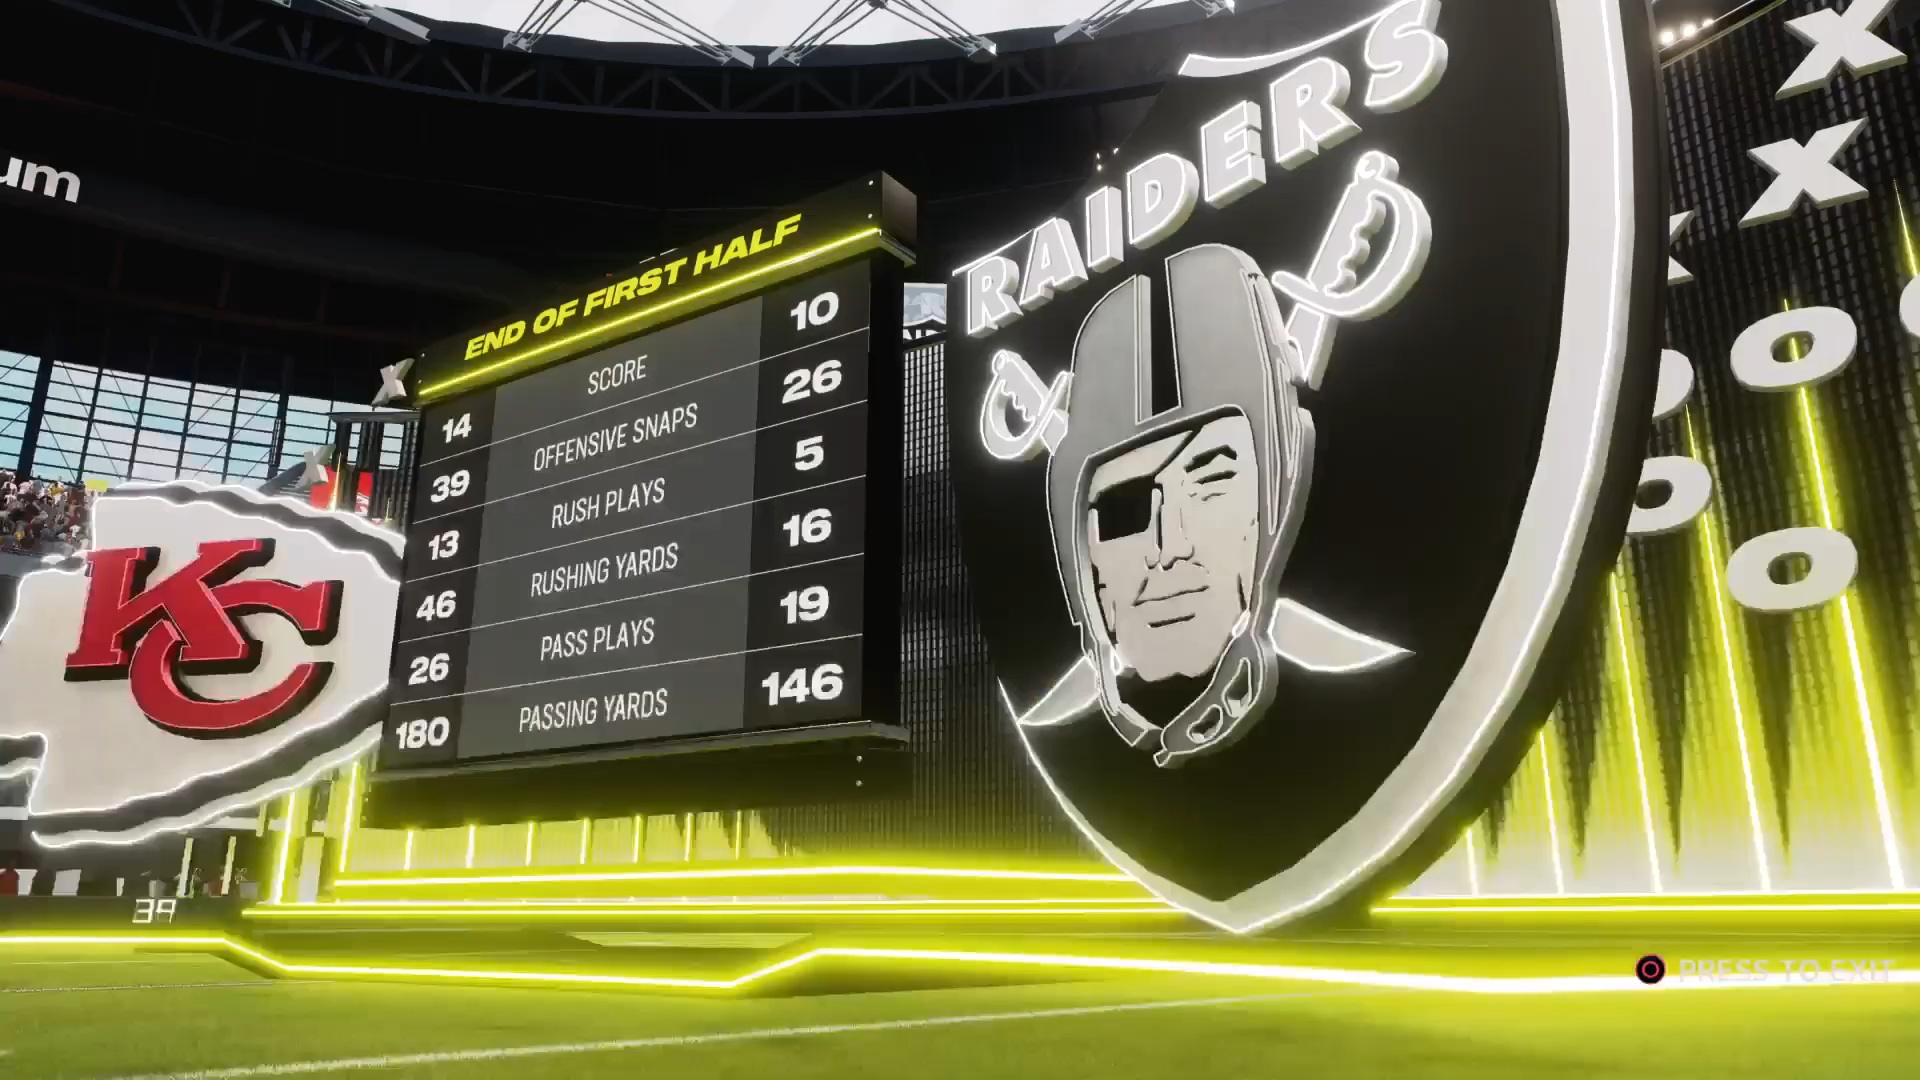 um
RAIDERS
END OF FIRST HALF
14 SCORE 10
39 OFFENSIVE SNAPS 26
13 RUSH PLAYS 5
46 RUSHING YARDS 16
26 PASS PLAYS 19
180 PASSING YARDS 146
KC
X
X
X
X
X
O
O
O
O
39
PRESS TO EXIT